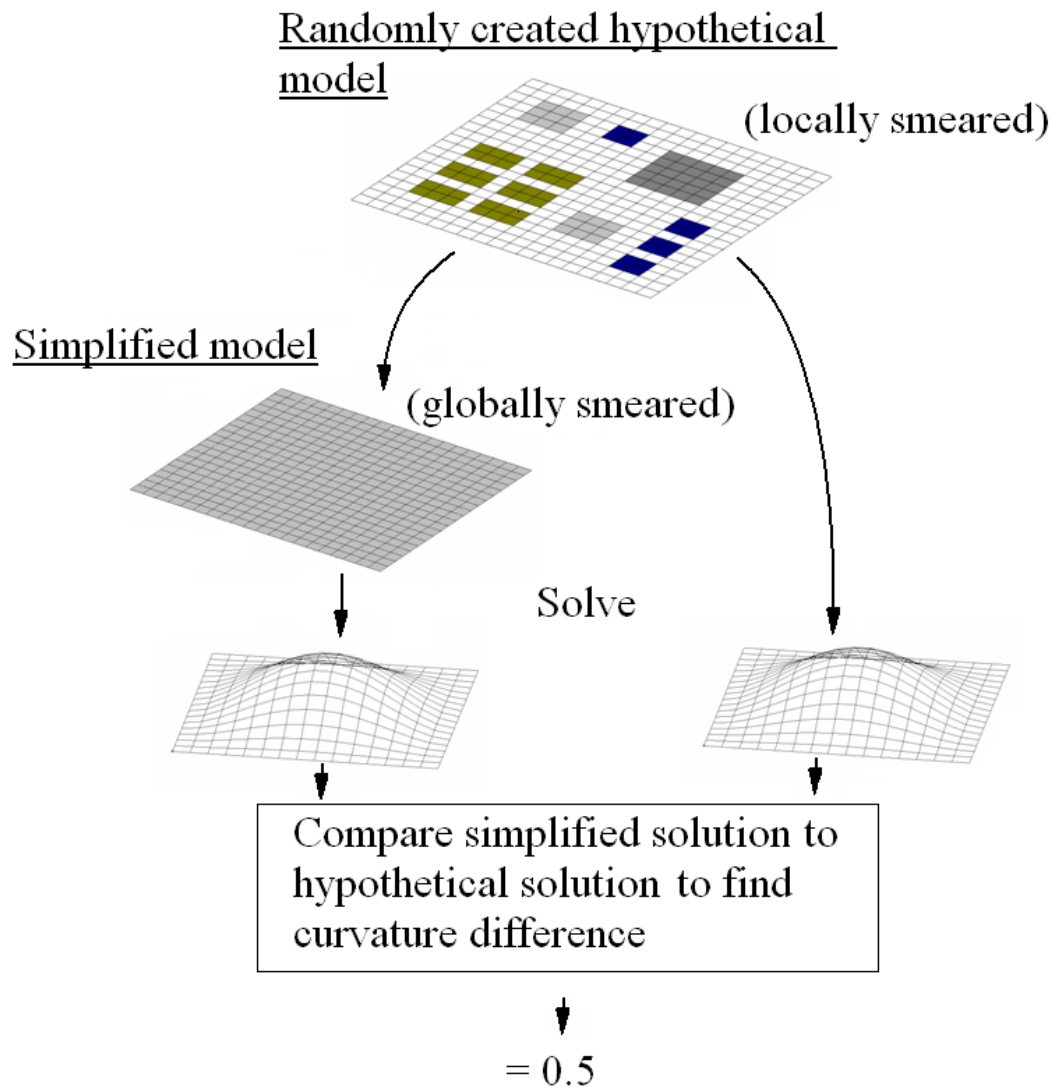 Randomly created hypothetical
model
(locally smeared)
Simplified model
(globally smeared)
Solve
Compare simplified solution to
hypothetical solution to find
curvature difference
= 0.5